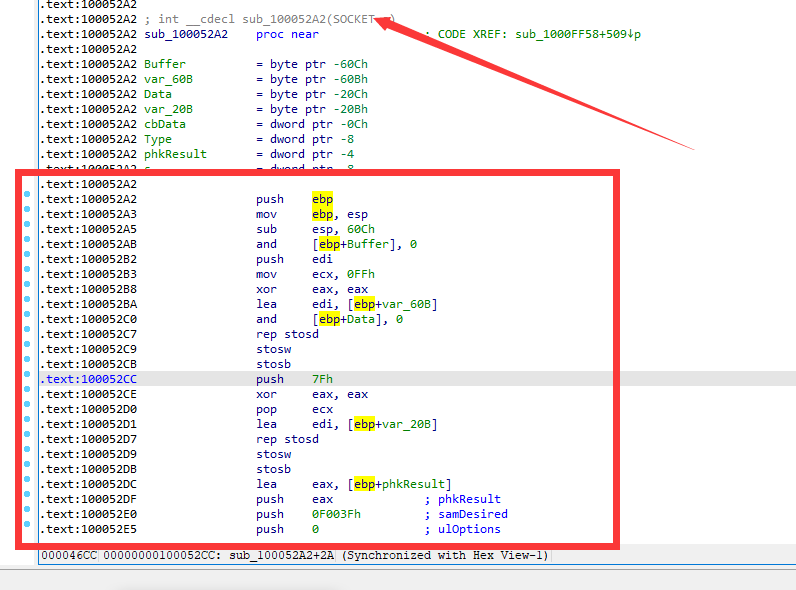 .text:100052A2
.text:100052A2 ; int __cdecl sub_100052A2(SOCKET
.text:100052A2 sub_100052A2 proc near ; CODE XREF: sub_1000FF58+509↓p
.text:100052A2
.text:100052A2 Buffer = byte ptr -60Ch
.text:100052A2 var_60B = byte ptr -60Bh
.text:100052A2 Data = byte ptr -20Ch
.text:100052A2 var_20B = byte ptr -20Bh
.text:100052A2 cbData = dword ptr -0Ch
.text:100052A2 Type = dword ptr -8
.text:100052A2 phkResult = dword ptr -4
.text:100052A2 s = dword ptr 8
.text:100052A2
.text:100052A2 push ebp
.text:100052A3 mov ebp, esp
.text:100052A5 sub esp, 60Ch
.text:100052AB and [ebp+Buffer], 0
.text:100052B2 push edi
.text:100052B3 mov ecx, 0FFh
.text:100052B8 xor eax, eax
.text:100052BA lea edi, [ebp+var_60B]
.text:100052C0 and [ebp+Data], 0
.text:100052C7 rep stosd
.text:100052C9 stosw
.text:100052CB stosb
.text:100052CC push 7Fh
.text:100052CE xor eax, eax
.text:100052D0 pop ecx
.text:100052D1 lea edi, [ebp+var_20B]
.text:100052D7 rep stosd
.text:100052D9 stosw
.text:100052DB stosb
.text:100052DC lea eax, [ebp+phkResult]
.text:100052DF push eax ; phkResult
.text:100052E0 push 0F003Fh ; samDesired
.text:100052E5 push 0 ; ulOptions
000046CC 00000000100052CC: sub_100052A2+2A (Synchronized with Hex View-1)